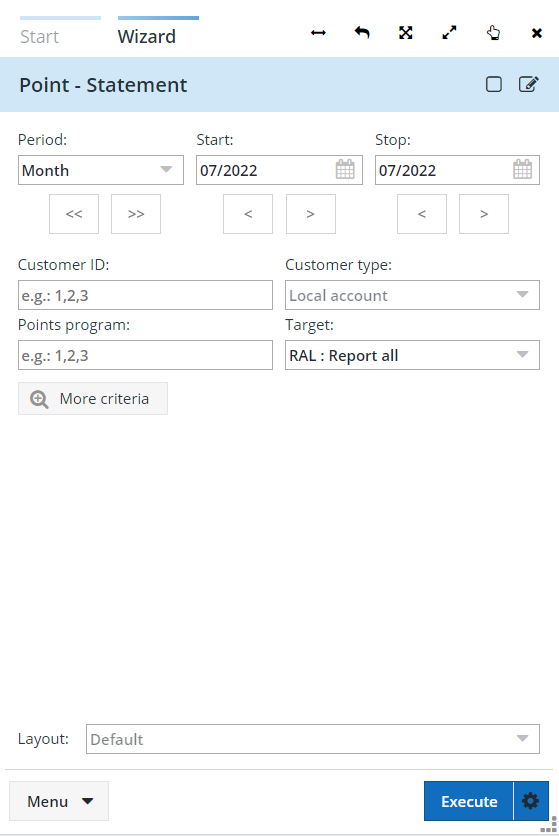 Start Wizard
Point - Statement
Period: Start: Stop:
Month 07/2022 07/2022
<< >> < > < >
Customer ID: Customer type:
e.g.: 1,2,3 Local account
Points program: Target:
e.g.: 1,2,3 RAL : Report all
More criteria
Layout: Default
Menu Execute